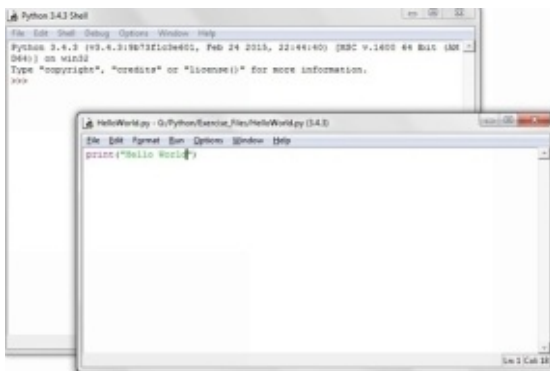 Python 3.4.3 Shell
File Edit Shell Debug Options Window Help
Python 3.4.3 (v3.4.3:9b73f1c3e601, Feb 24 2015, 22:44:40) [MSC v.1600 64 bit (AM
D64)] on win32
Type "copyright", "credits" or "license()" for more information.
>>>
HelloWorld.py - G:/Python/Exercise_Files/HelloWorld.py (3.4.3)
File Edit Format Run Options Window Help
print("Hello World")
Ln: 1 Col: 18